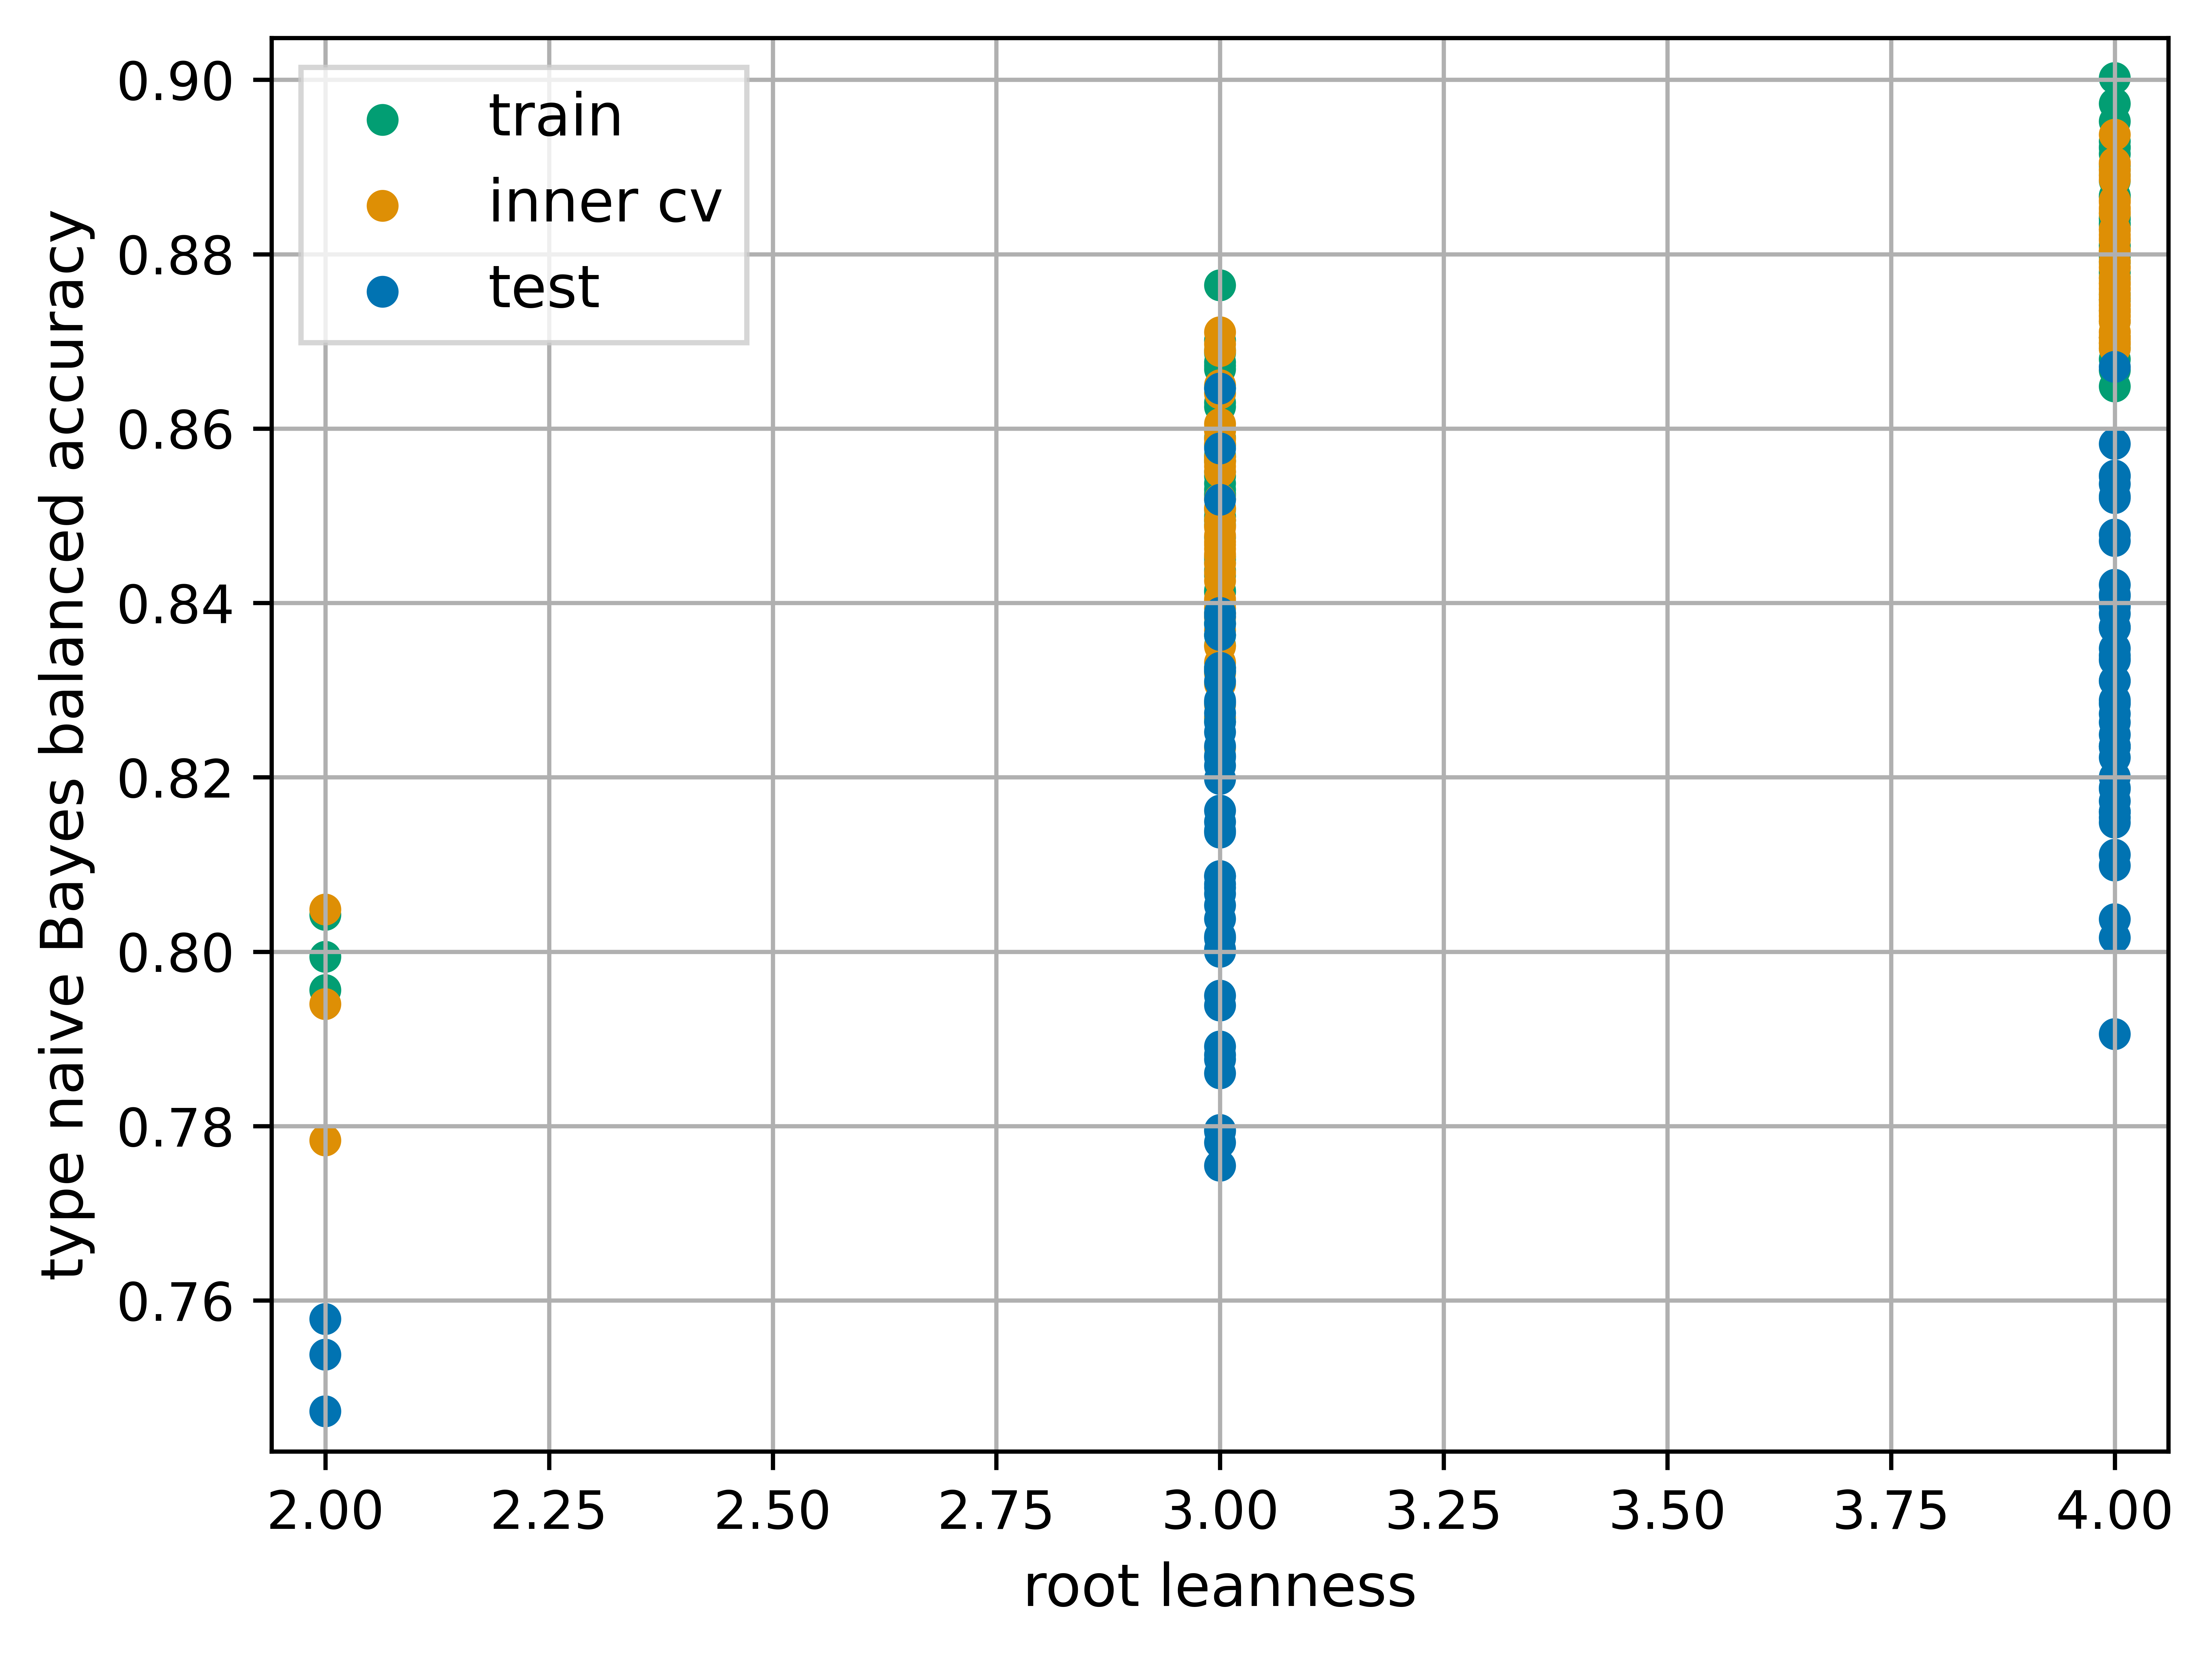 train
inner cv
test
type naive Bayes balanced accuracy
0.90
0.88
0.86
0.84
0.82
0.80
0.78
0.76
2.00 2.25 2.50 2.75 3.00 3.25 3.50 3.75 4.00
root leanness